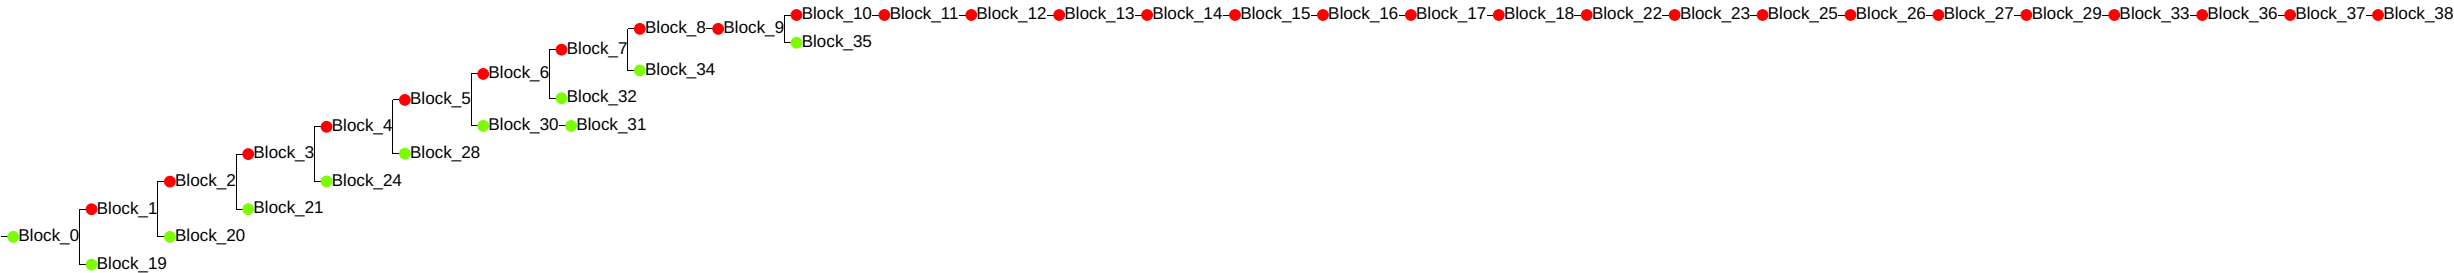 Block_10 Block_11 Block_12 Block_13 Block_14 Block_15 Block_16 Block_17 Block_18 Block_22 Block_23 Block_25 Block_26 Block_27 Block_29 Block_33 Block_36 Block_37 Block_38
Block_8 Block_9
Block_35
Block_7
Block_34
Block_6
Block_32
Block_5
Block_30 Block_31
Block_4
Block_28
Block_3
Block_24
Block_2
Block_21
Block_1
Block_20
Block_0
Block_19